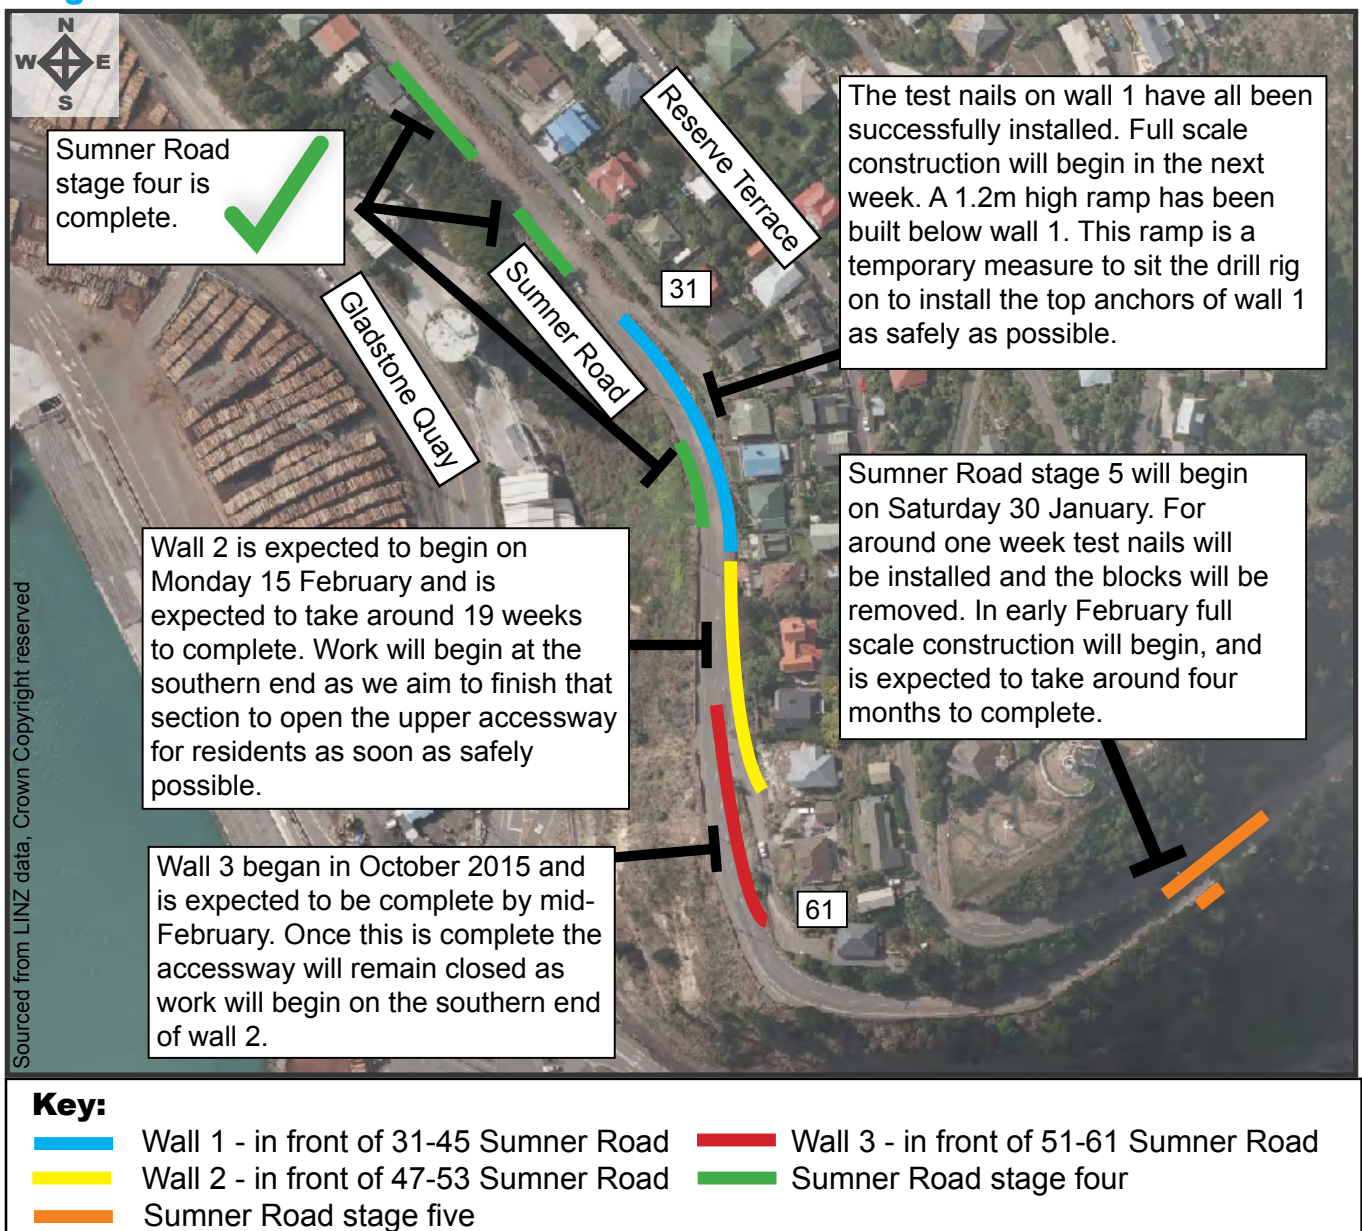 N
W E
S
Sumner Road
stage four is
complete.
Reserve Terrace
The test nails on wall 1 have all been
successfully installed. Full scale
construction will begin in the next
week. A 1.2m high ramp has been
built below wall 1. This ramp is a
temporary measure to sit the drill rig
on to install the top anchors of wall 1
as safely as possible.
31
Sumner Road
Gladstone Quay
Sumner Road stage 5 will begin
on Saturday 30 January. For
around one week test nails will
be installed and the blocks will be
removed. In early February full
scale construction will begin, and
is expected to take around four
months to complete.
Wall 2 is expected to begin on
Monday 15 February and is
expected to take around 19 weeks
to complete. Work will begin at the
southern end as we aim to finish that
section to open the upper accessway
for residents as soon as safely
possible.
Wall 3 began in October 2015 and
is expected to be complete by mid-
February. Once this is complete the
accessway will remain closed as
work will begin on the southern end
of wall 2.
61
Sourced from LINZ data, Crown Copyright reserved
Key:
Wall 1 - in front of 31-45 Sumner Road
Wall 2 - in front of 47-53 Sumner Road
Sumner Road stage five
Wall 3 - in front of 51-61 Sumner Road
Sumner Road stage four